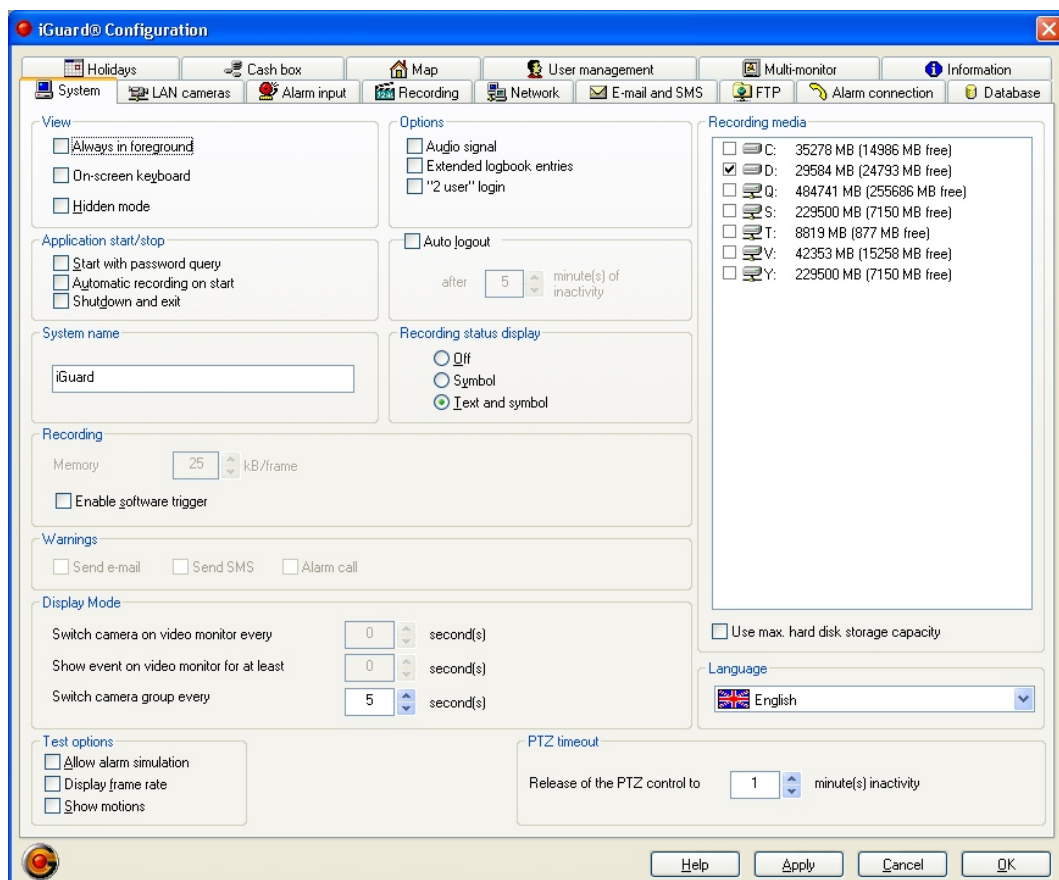 iGuard® Configuration
Holidays
Cash box
Map
User management
Multi-monitor
Information
System
LAN cameras
Alarm input
Recording
Network
E-mail and SMS
FTP
Alarm connection
Database
View
Always in foreground
On-screen keyboard
Hidden mode
Options
Audio signal
Extended logbook entries
"2 user" login
Recording media
C: 35278 MB (14986 MB free)
D: 29584 MB (24793 MB free)
Q: 484741 MB (255686 MB free)
S: 229500 MB (7150 MB free)
T: 8819 MB (877 MB free)
V: 42353 MB (15258 MB free)
Y: 229500 MB (7150 MB free)
Application start/stop
Start with password query
Automatic recording on start
Shutdown and exit
Auto logout
after 5 minute(s) of
inactivity
System name
iGuard
Recording status display
Off
Symbol
Text and symbol
Recording
Memory 25 kB/frame
Enable software trigger
Warnings
Send e-mail Send SMS Alarm call
Display Mode
Switch camera on video monitor every 0 second(s)
Show event on video monitor for at least 0 second(s)
Switch camera group every 5 second(s)
Use max. hard disk storage capacity
Language
English
Test options
Allow alarm simulation
Display frame rate
Show motions
PTZ timeout
Release of the PTZ control to 1 minute(s) inactivity
Help
Apply
Cancel
OK